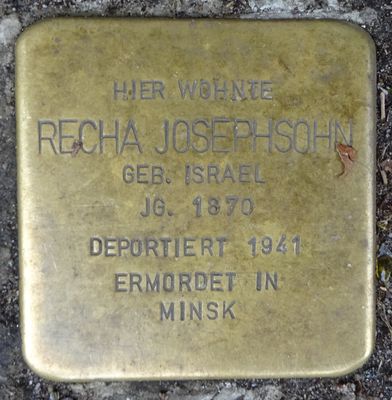 HIER WOHNTE
RECHA JOSEPHSOHN
GEB. ISRAEL
JG. 1870
DEPORTIERT 1941
ERMORDET IN
MINSK